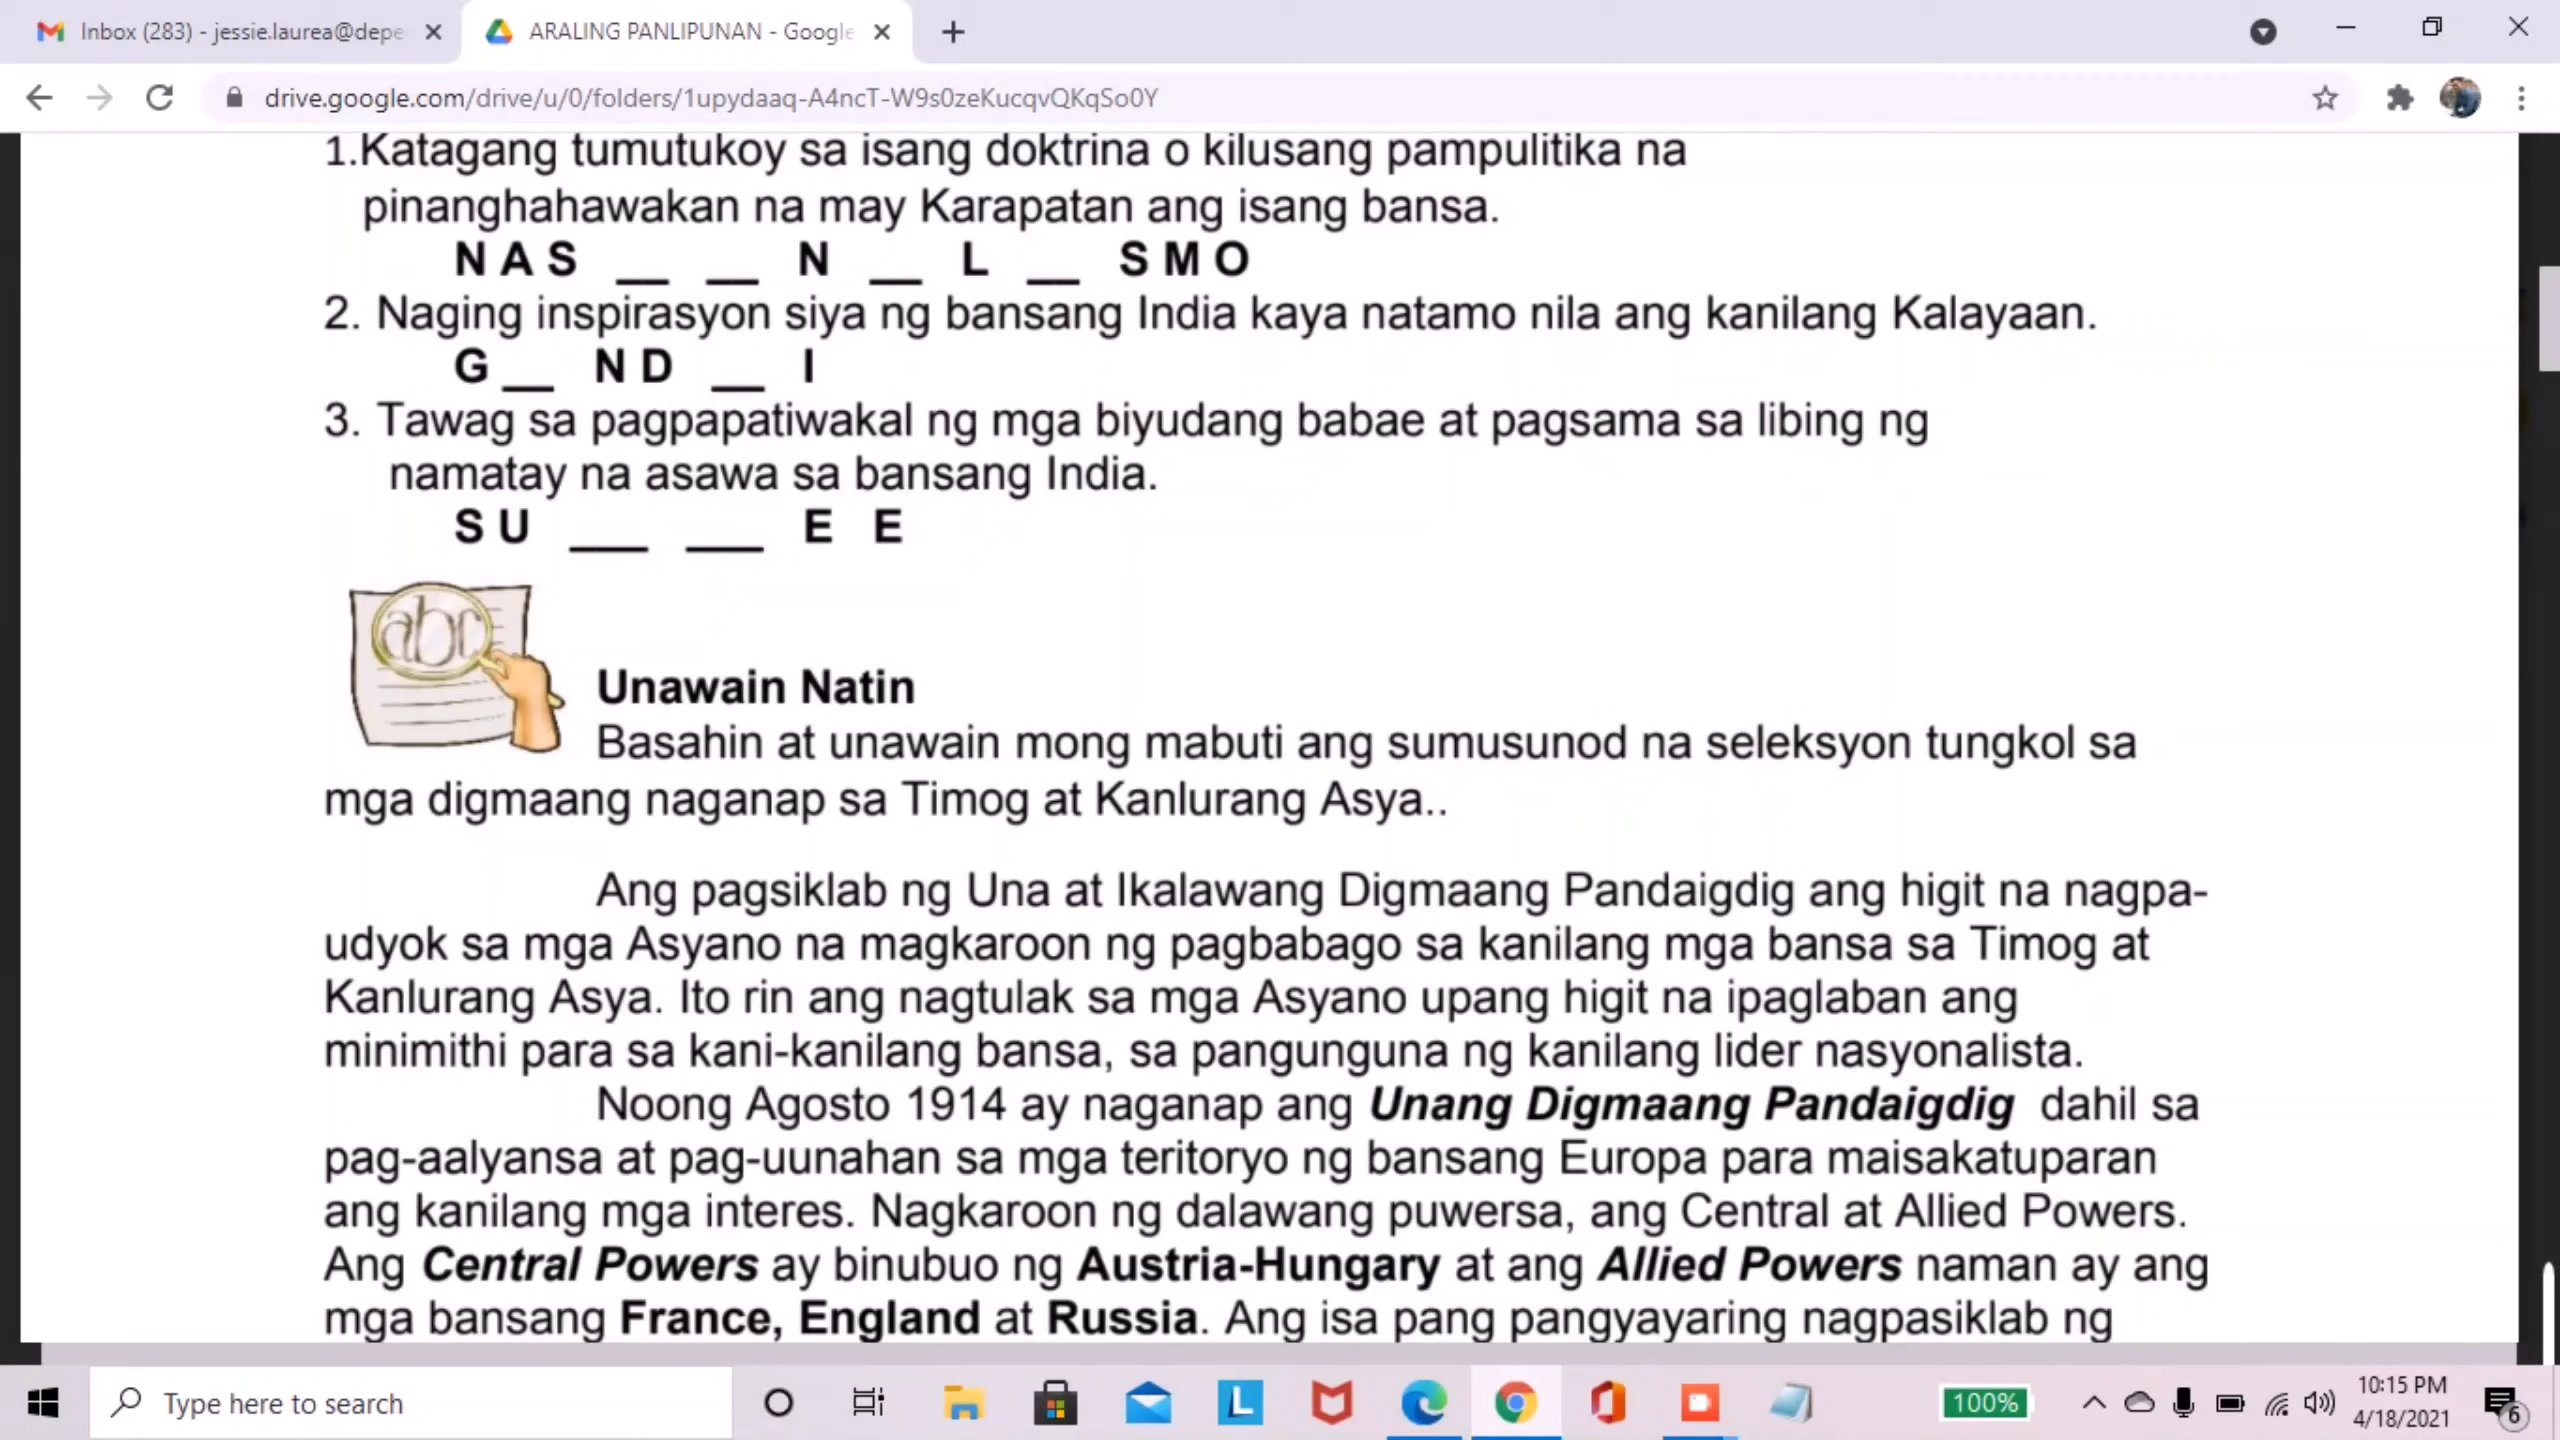 Inbox (283) - jessie.laurea@depe
ARALING PANLIPUNAN - Google
drive.google.com/drive/u/0/folders/1upydaaq-A4ncT-W9s0zeKucqvQKqSo0Y
1.Katagang tumutukoy sa isang doktrina o kilusang pampulitika na
pinanghahawakan na may Karapatan ang isang bansa.
N A S __ __ N __ L __ S M O
2. Naging inspirasyon siya ng bansang India kaya natamo nila ang kanilang Kalayaan.
G __ N D __ I
3. Tawag sa pagpapatiwakal ng mga biyudang babae at pagsama sa libing ng
namatay na asawa sa bansang India.
S U ___ ___ E E
abc
Unawain Natin
Basahin at unawain mong mabuti ang sumusunod na seleksyon tungkol sa
mga digmaang naganap sa Timog at Kanlurang Asya..
Ang pagsiklab ng Una at Ikalawang Digmaang Pandaigdig ang higit na nagpa-
udyok sa mga Asyano na magkaroon ng pagbabago sa kanilang mga bansa sa Timog at
Kanlurang Asya. Ito rin ang nagtulak sa mga Asyano upang higit na ipaglaban ang
minimithi para sa kani-kanilang bansa, sa pangunguna ng kanilang lider nasyonalista.
Noong Agosto 1914 ay naganap ang Unang Digmaang Pandaigdig dahil sa
pag-aalyansa at pag-uunahan sa mga teritoryo ng bansang Europa para maisakatuparan
ang kanilang mga interes. Nagkaroon ng dalawang puwersa, ang Central at Allied Powers.
Ang Central Powers ay binubuo ng Austria-Hungary at ang Allied Powers naman ay ang
mga bansang France, England at Russia. Ang isa pang pangyayaring nagpasiklab ng
Type here to search
L
100%
10:15 PM
4/18/2021
6